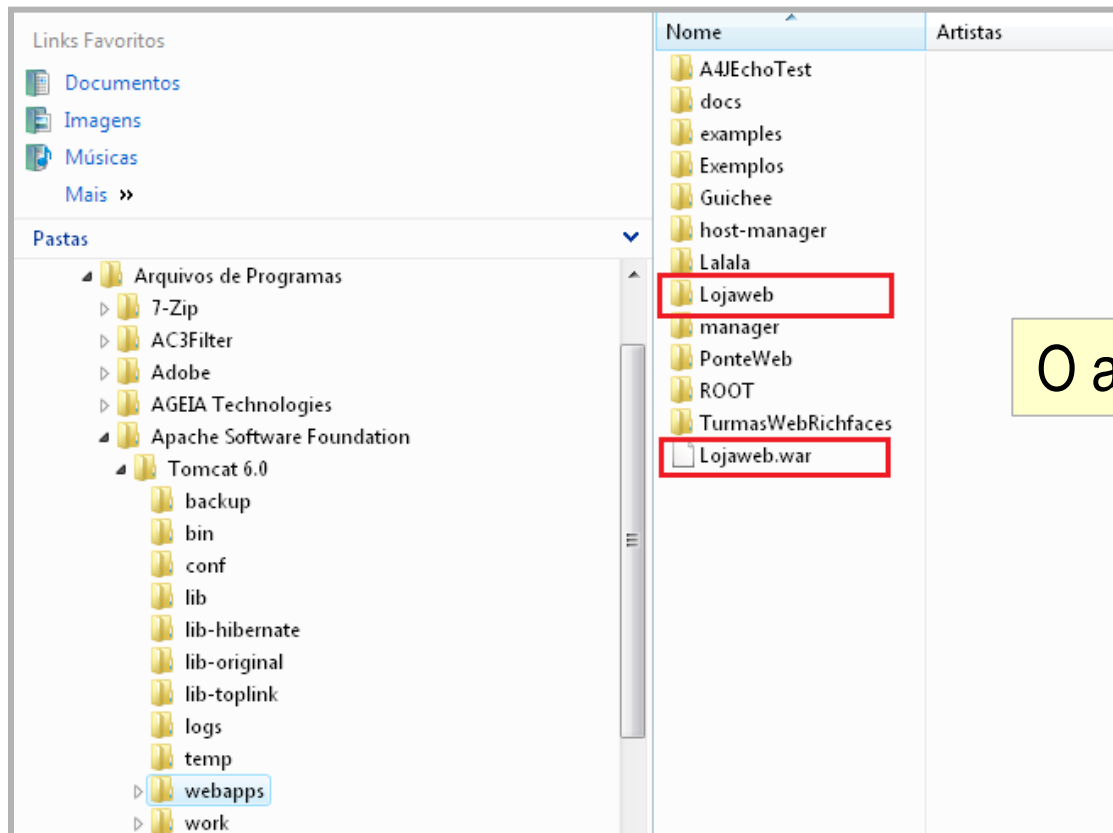 Links Favoritos
Documentos
Imagens
Músicas
Mais »
Pastas
Arquivos de Programas
7-Zip
AC3Filter
Adobe
AGEIA Technologies
Apache Software Foundation
Tomcat 6.0
backup
bin
conf
lib
lib-hibernate
lib-original
lib-toplink
logs
temp
webapps
work
Nome Artistas
A4JEchoTest
docs
examples
Exemplos
Guichee
host-manager
Lalala
Lojaweb
manager
PonteWeb
ROOT
TurmasWebRichfaces
Lojaweb.war
O a